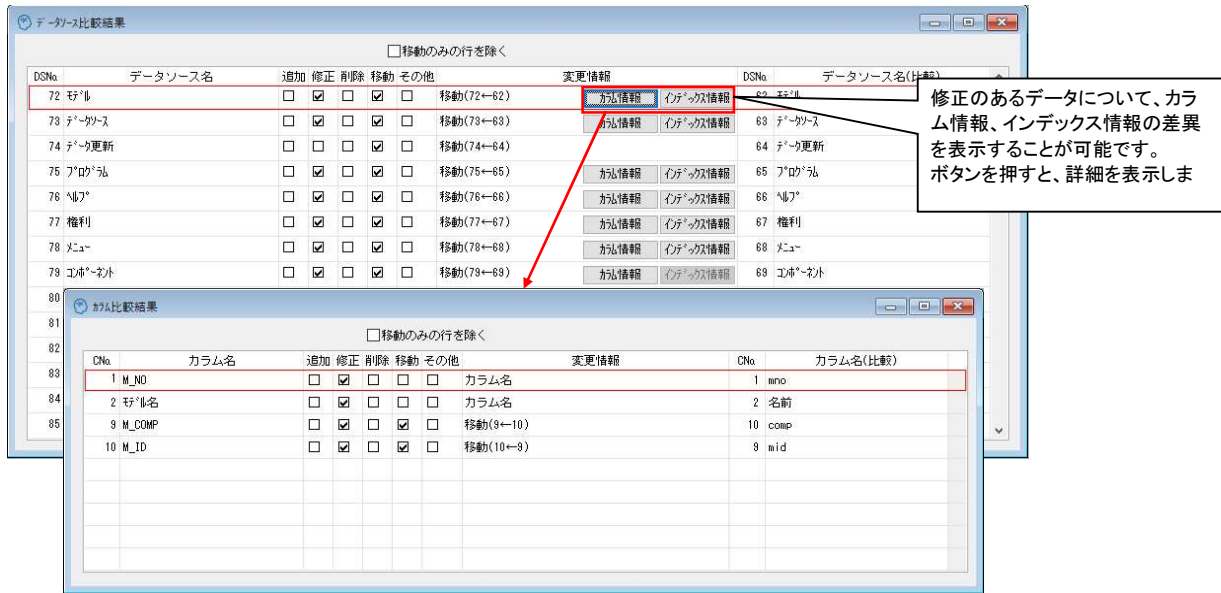 データソース比較結果
移動のみの行を除く
DSNo. データソース名 追加 修正 削除 移動 その他 変更情報 DSNo. データソース名(比較)
72 モデル 移動(72←62) カラム情報 インデックス情報 62 モデル
73 データソース 移動(73←63) カラム情報 インデックス情報 63 データソース
74 データ更新 移動(74←64) 64 データ更新
75 プログラム 移動(75←65) カラム情報 インデックス情報 65 プログラム
76 ヘルプ 移動(76←66) カラム情報 インデックス情報 66 ヘルプ
77 権利 移動(77←67) カラム情報 インデックス情報 67 権利
78 メニュー 移動(78←68) カラム情報 インデックス情報 68 メニュー
79 コンポーネント 移動(79←69) カラム情報 インデックス情報 69 コンポーネント
80
81
82
83
84
85
修正のあるデータについて、カラ
ム情報、インデックス情報の差異
を表示することが可能です。
ボタンを押すと、詳細を表示しま
カラム比較結果
移動のみの行を除く
CNo. カラム名 追加 修正 削除 移動 その他 変更情報 CNo. カラム名(比較)
1 M_NO カラム名 1 mno
2 モデル名 カラム名 2 名前
9 M_COMP 移動(9←10) 10 comp
10 M_ID 移動(10←9) 9 mid